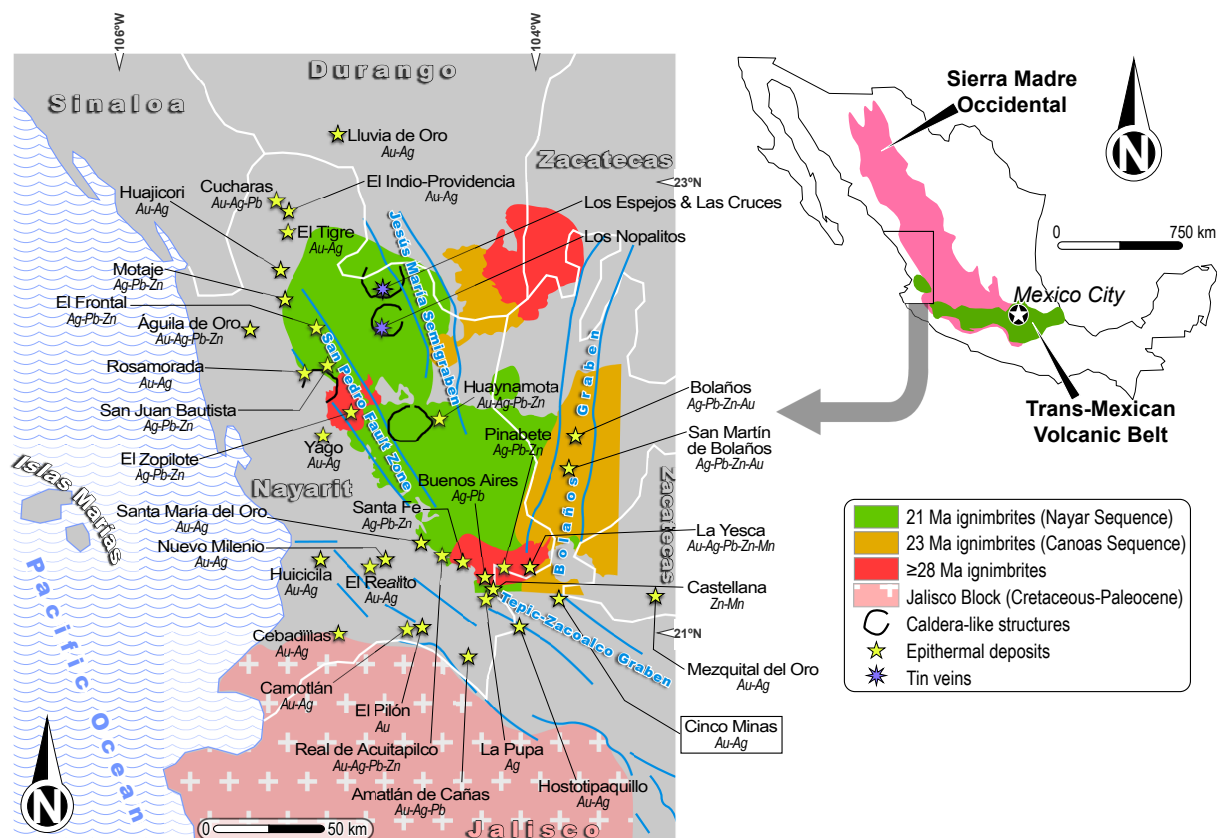 106ºW
104ºW
Durango
Sinaloa
Lluvia de Oro
Au-Ag
Zacatecas
23ºN
Cucharas
Au-Ag-Pb
El Indio-Providencia
Au-Ag
Huajicori
Au-Ag
Los Espejos & Las Cruces
El Tigre
Au-Ag
Los Nopalitos
Motaje
Ag-Pb-Zn
Jesús María Semigraben
El Frontal
Ag-Pb-Zn
Águila de Oro
Au-Ag-Pb-Zn
San Pedro Fault Zone
Rosamorada
Au-Ag
Graben
Bolaños
Huaynamota
Au-Ag-Pb-Zn
Bolaños
Ag-Pb-Zn-Au
San Juan Bautista
Ag-Pb-Zn
Pinabete
Ag-Pb-Zn
San Martín
de Bolaños
Ag-Pb-Zn-Au
El Zopilote
Ag-Pb-Zn
Yago
Au-Ag
Islas Marías
Nayarit
Buenos Aires
Ag-Pb
Zacatecas
Santa María del Oro
Au-Ag
Santa Fe
Ag-Pb-Zn
La Yesca
Au-Ag-Pb-Zn-Mn
Nuevo Milenio
Au-Ag
Huicicila
Au-Ag
El Realito
Au-Ag
Castellana
Zn-Mn
Tepic-Zacoalco Graben
21ºN
Pacific Ocean
Cebadillas
Au-Ag
Mezquital del Oro
Au-Ag
Camotlán
Au-Ag
El Pilón
Au
Cinco Minas
Au-Ag
Real de Acuitapilco
Au-Ag-Pb-Zn
La Pupa
Ag
Amatlán de Cañas
Au-Ag-Pb
Hostotipaquillo
Au-Ag
N
0 50 km
Jalisco
Sierra Madre
Occidental
N
0 750 km
Mexico City
Trans-Mexican
Volcanic Belt
21 Ma ignimbrites (Nayar Sequence)
23 Ma ignimbrites (Canoas Sequence)
≥28 Ma ignimbrites
Jalisco Block (Cretaceous-Paleocene)
Caldera-like structures
Epithermal deposits
Tin veins